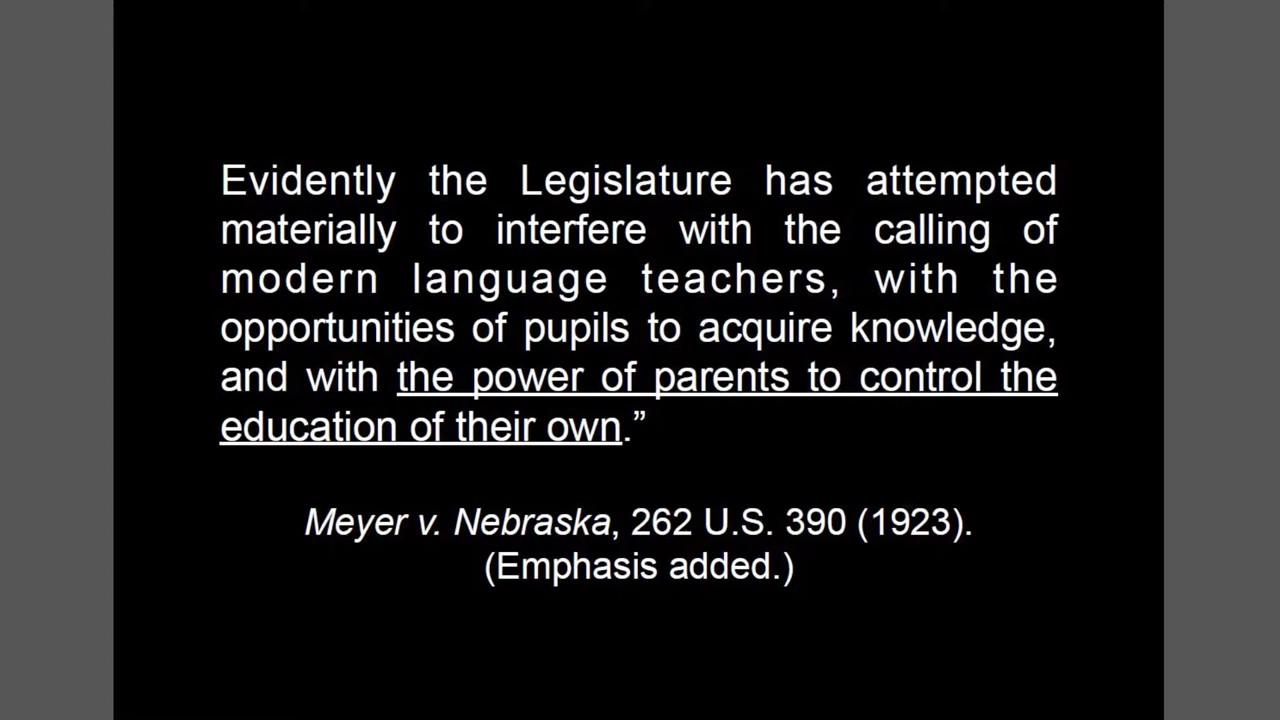 Evidently the Legislature has attempted
materially to interfere with the calling of
modern language teachers, with the
opportunities of pupils to acquire knowledge,
and with the power of parents to control the
education of their own.”
Meyer v. Nebraska, 262 U.S. 390 (1923).
(Emphasis added.)